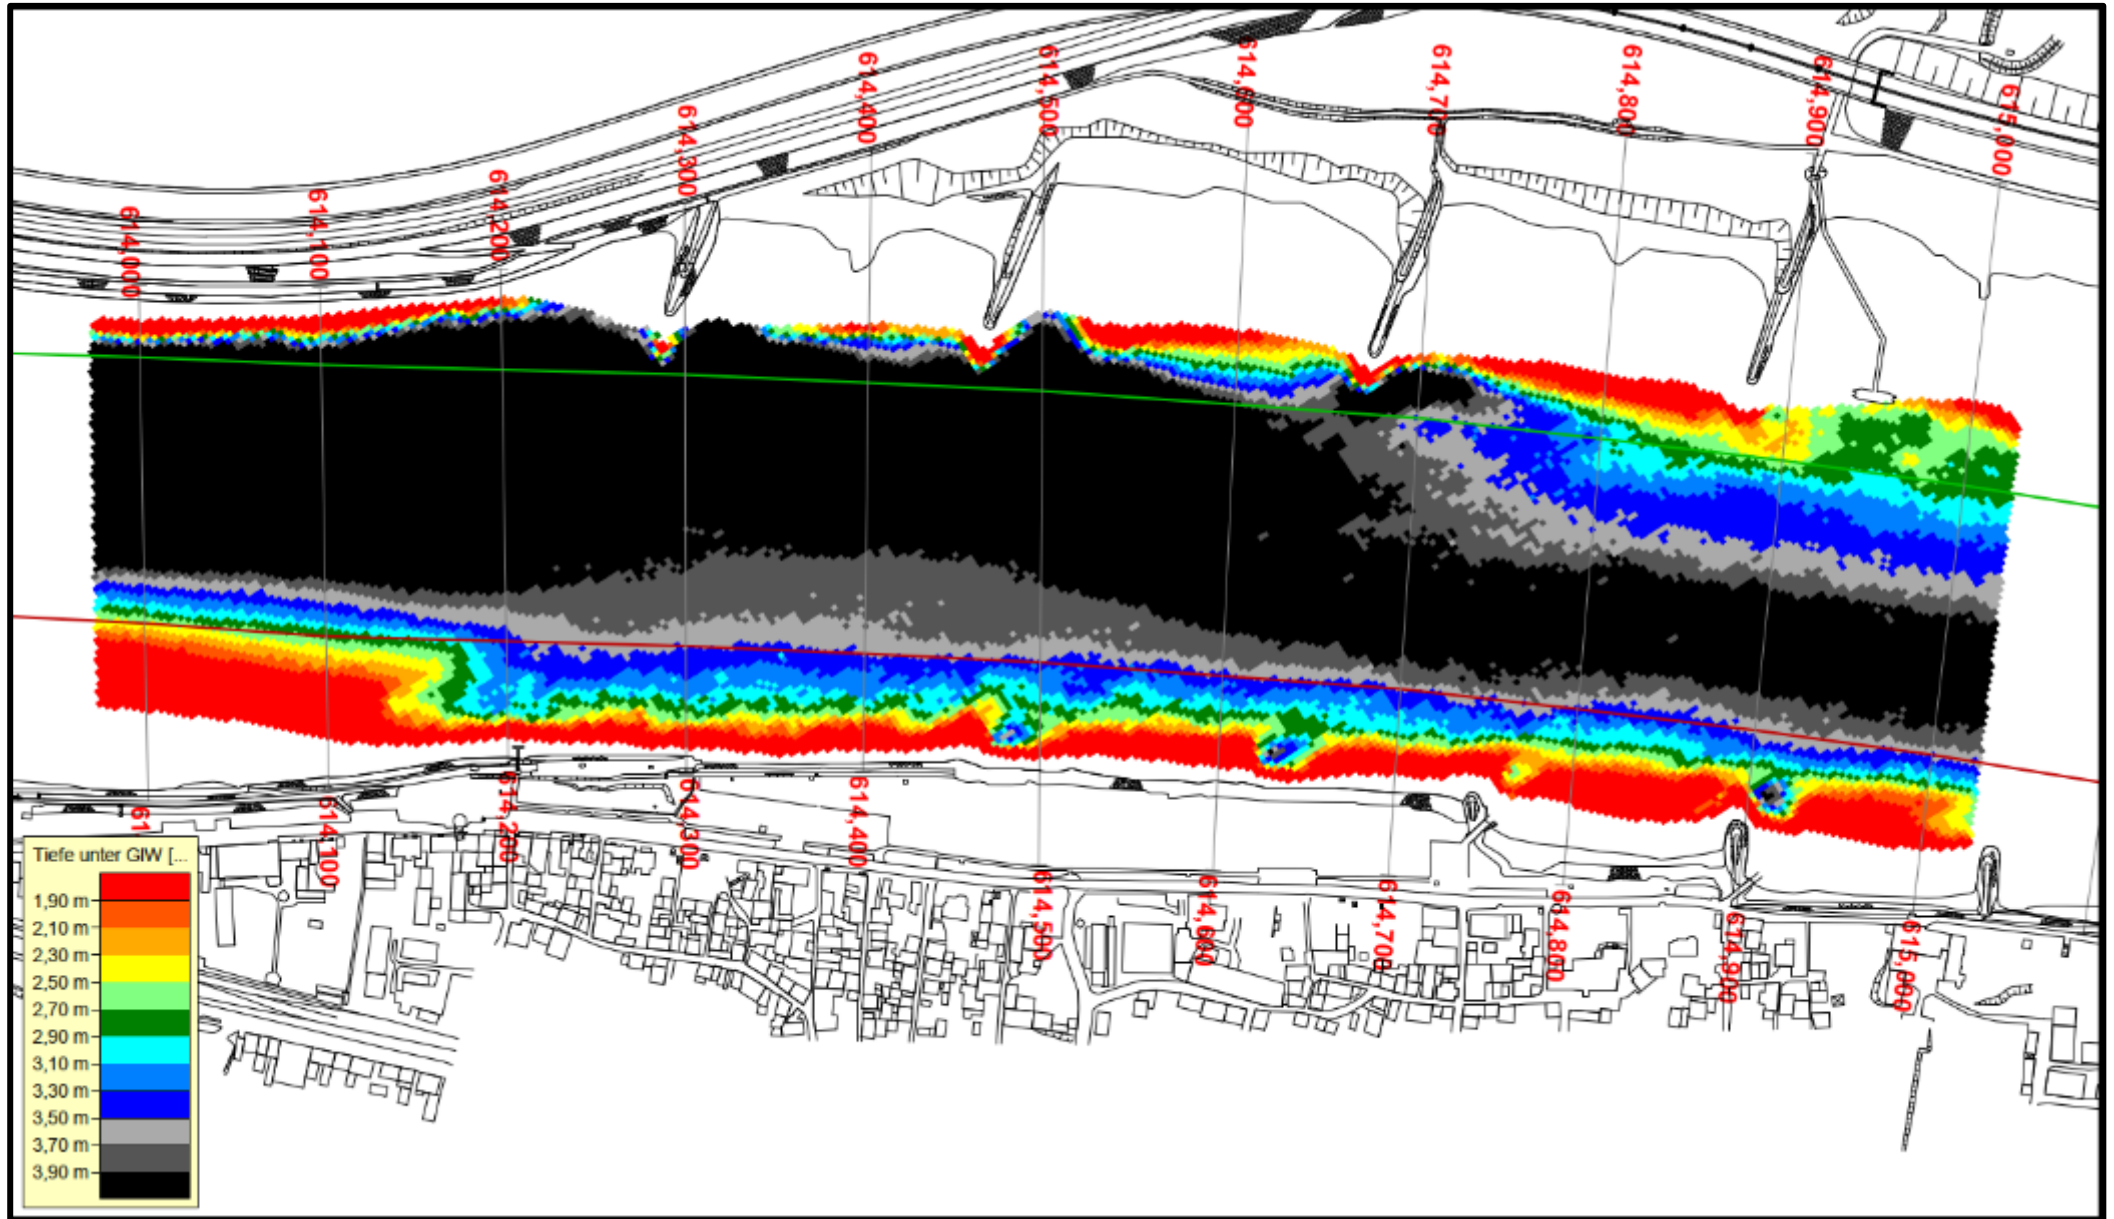 614,000
614,100
614,200
614,300
614,400
614,500
614,600
614,700
614,800
614,900
615,000
61
614,100
614,200
614,300
614,400
614,500
614,600
614,700
614,800
614,900
615,000
Tiefe unter GlW [...
1,90 m
2,10 m
2,30 m
2,50 m
2,70 m
2,90 m
3,10 m
3,30 m
3,50 m
3,70 m
3,90 m